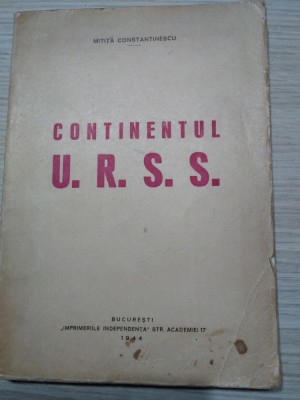 MITIȚĂ CONSTANTINESCU
CONTINENTUL
U. R. S. S.
BUCUREȘTI
„IMPRIMERIILE INDEPENDENȚA” STR. ACADEMIEI 17
1944